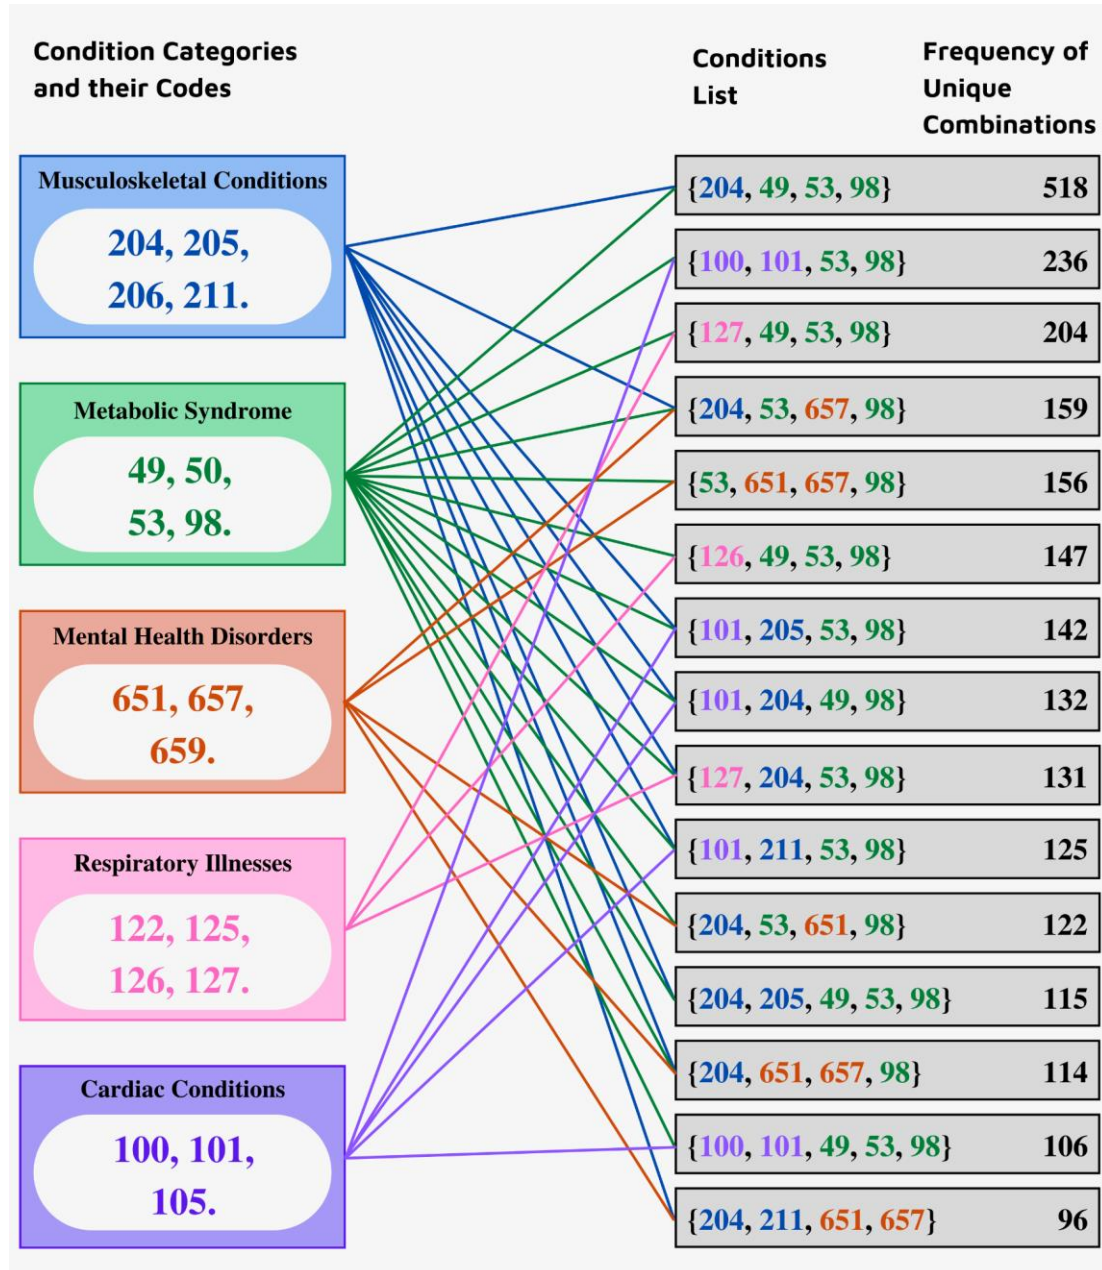 Condition Categories
and their Codes
Conditions
List
Frequency of
Unique
Combinations
Musculoskeletal Conditions
204, 205,
206, 211.
Metabolic Syndrome
49, 50,
53, 98.
Mental Health Disorders
651, 657,
659.
Respiratory Illnesses
122, 125,
126, 127.
Cardiac Conditions
100, 101,
105.
{204, 49, 53, 98} 518
{100, 101, 53, 98} 236
{127, 49, 53, 98} 204
{204, 53, 657, 98} 159
{53, 651, 657, 98} 156
{126, 49, 53, 98} 147
{101, 205, 53, 98} 142
{101, 204, 49, 98} 132
{127, 204, 53, 98} 131
{101, 211, 53, 98} 125
{204, 53, 651, 98} 122
{204, 205, 49, 53, 98} 115
{204, 651, 657, 98} 114
{100, 101, 49, 53, 98} 106
{204, 211, 651, 657} 96